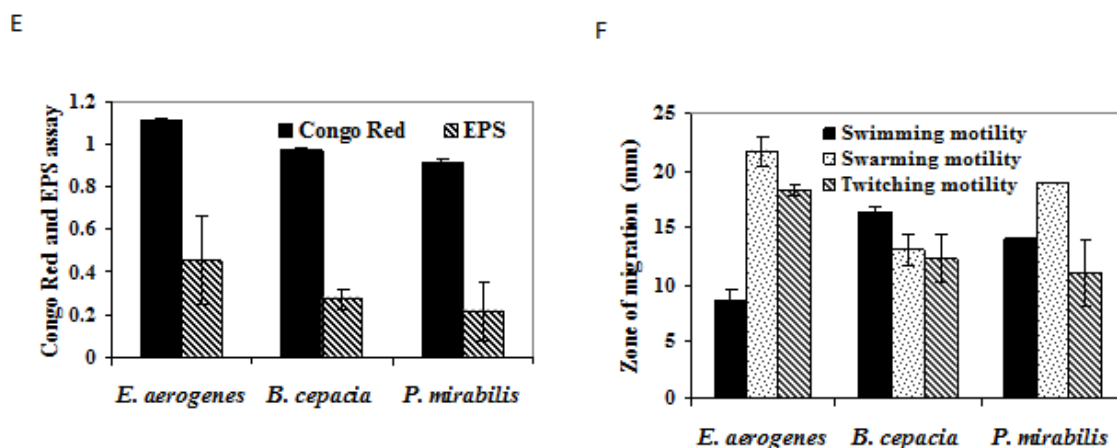 E
Congo Red and EPS assay
1.2
1
0.8
0.6
0.4
0.2
0
Congo Red EPS
E. aerogenes B. cepacia P. mirabilis
F
Zone of migration (mm)
25
20
15
10
5
0
Swimming motility
Swarming motility
Twitching motility
E. aerogenes B. cepacia P. mirabilis